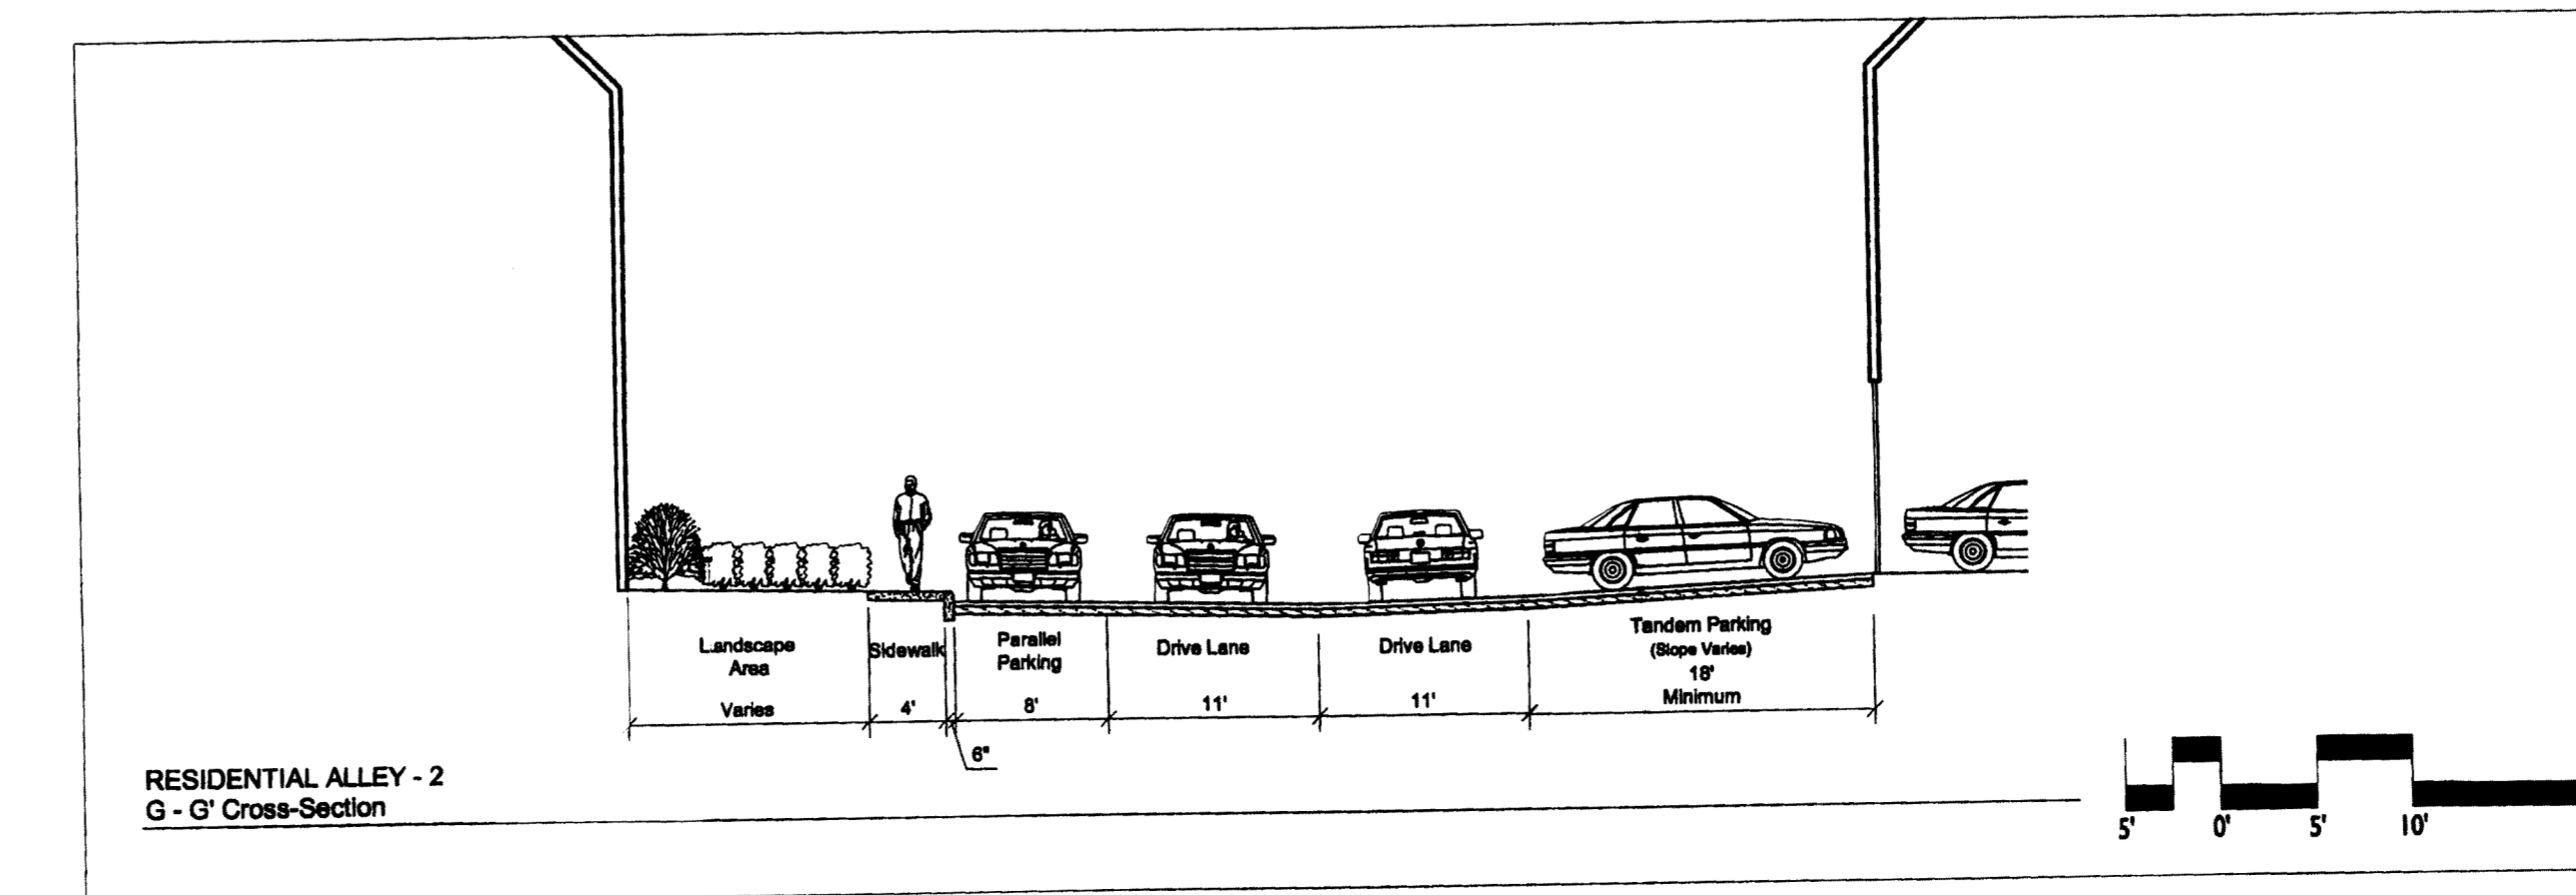 Landscape
Area
Varies
Sidewalk
4'
6"
Parallel
Parking
8'
Drive Lane
11'
Drive Lane
11'
Tandem Parking
(Slope Varies)
18'
Minimum
RESIDENTIAL ALLEY - 2
G - G' Cross-Section
5' 0' 5' 10'